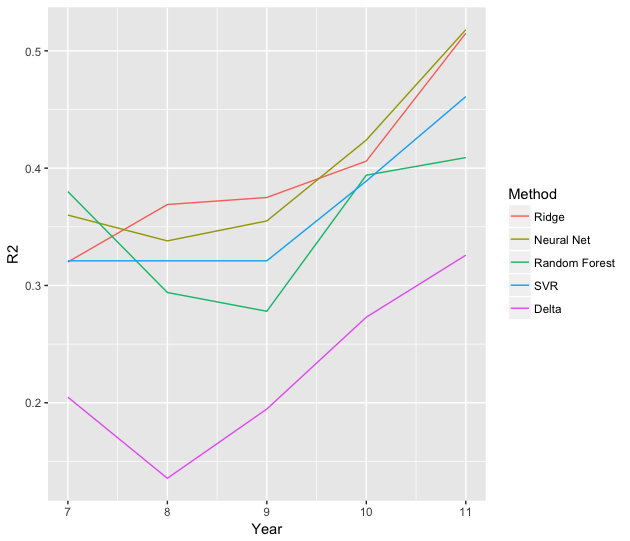 0.5
0.4
0.3
0.2
R2
7 8 9 10 11
Year
Method
Ridge
Neural Net
Random Forest
SVR
Delta